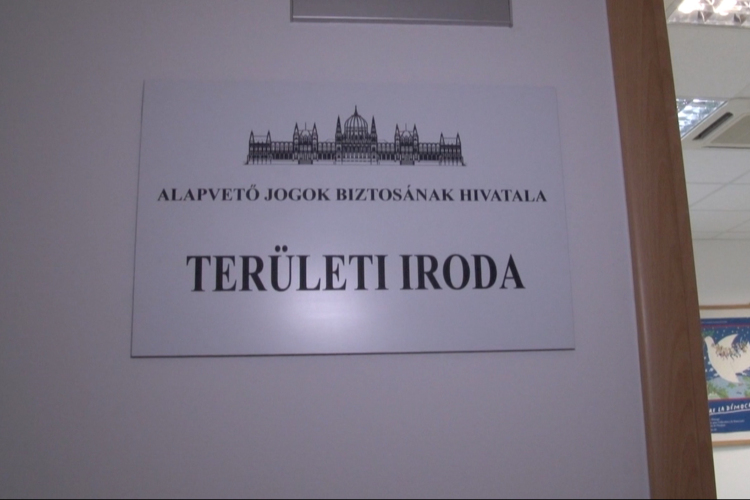 ALAPVETŐ JOGOK BIZTOSÁNAK HIVATALA
TERÜLETI IRODA